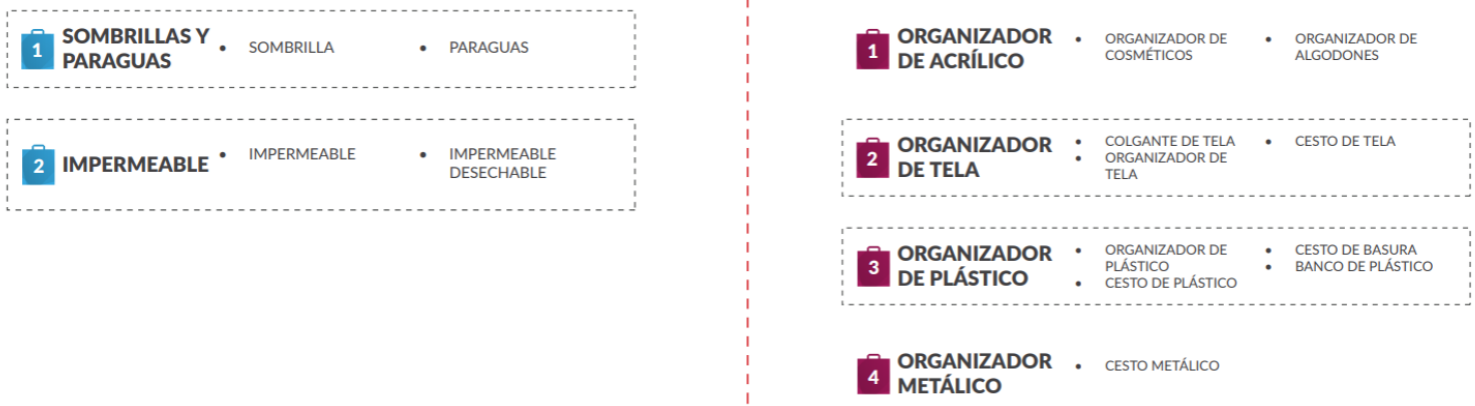 1
SOMBRILLAS Y
PARAGUAS
• SOMBRILLA
• PARAGUAS
2
IMPERMEABLE
• IMPERMEABLE
• IMPERMEABLE
DESECHABLE
1
ORGANIZADOR
DE ACRÍLICO
• ORGANIZADOR DE
COSMÉTICOS
• ORGANIZADOR DE
ALGODONES
2
ORGANIZADOR
DE TELA
• COLGANTE DE TELA
• ORGANIZADOR DE
TELA
• CESTO DE TELA
3
ORGANIZADOR
DE PLÁSTICO
• ORGANIZADOR DE
PLÁSTICO
• CESTO DE PLÁSTICO
• CESTO DE BASURA
• BANCO DE PLÁSTICO
4
ORGANIZADOR
METÁLICO
• CESTO METÁLICO